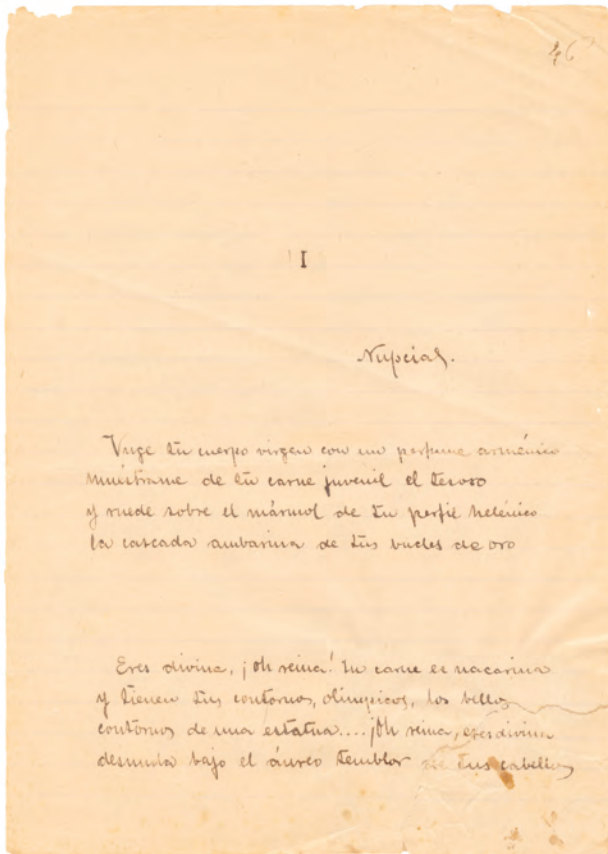 46
I
Nupcial.
Unge tu cuerpo virgen con un perfume arménico
muéstrame de tu carne juvenil el tesoro
y ruede sobre el mármol de tu perfil helénico
la cascada ambarina de tus bucles de oro
Eres divina, ¡oh reina! tu carne es nacarina
y tienen tus contornos, olímpicos, los bellos
contornos de una estatua.... ¡Oh reina, eres divina
desnuda bajo el áureo temblor de tus cabellos